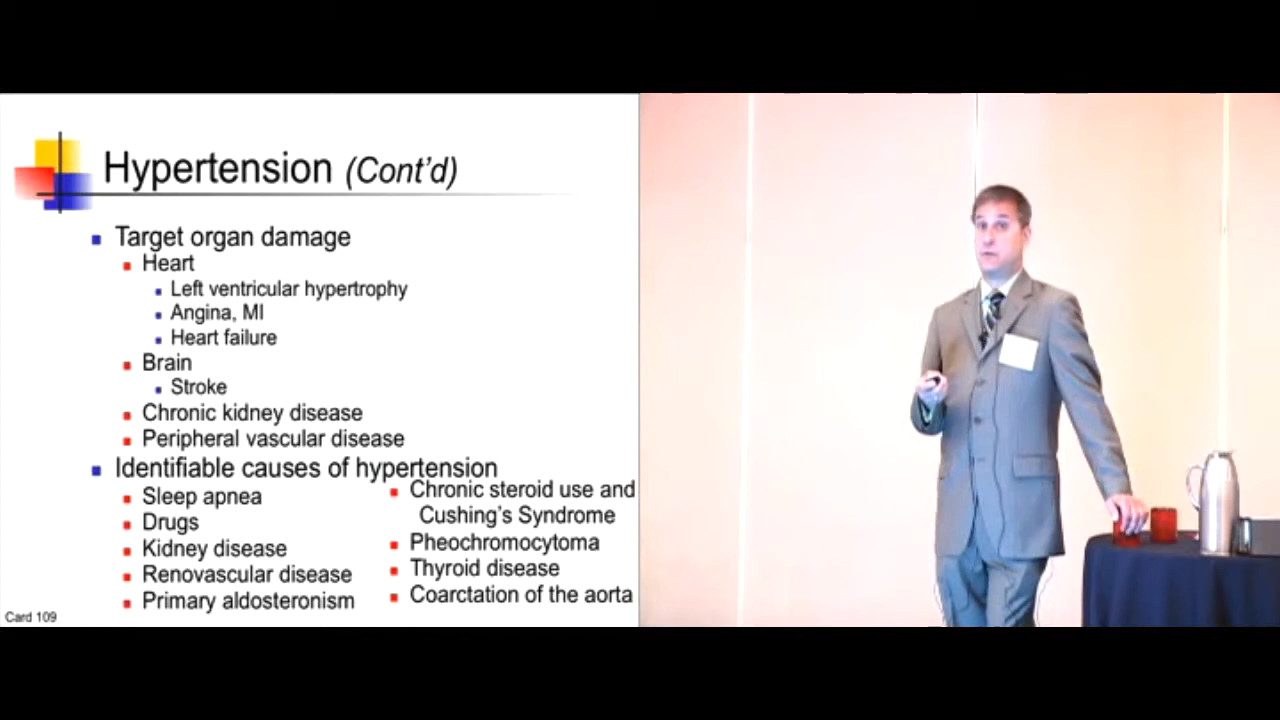 Hypertension (Cont'd)
Target organ damage
Heart
Left ventricular hypertrophy
Angina, MI
Heart failure
Brain
Stroke
Chronic kidney disease
Peripheral vascular disease
Identifiable causes of hypertension
Sleep apnea
Drugs
Kidney disease
Renovascular disease
Primary aldosteronism
Chronic steroid use and
Cushing's Syndrome
Pheochromocytoma
Thyroid disease
Coarctation of the aorta
Card 109